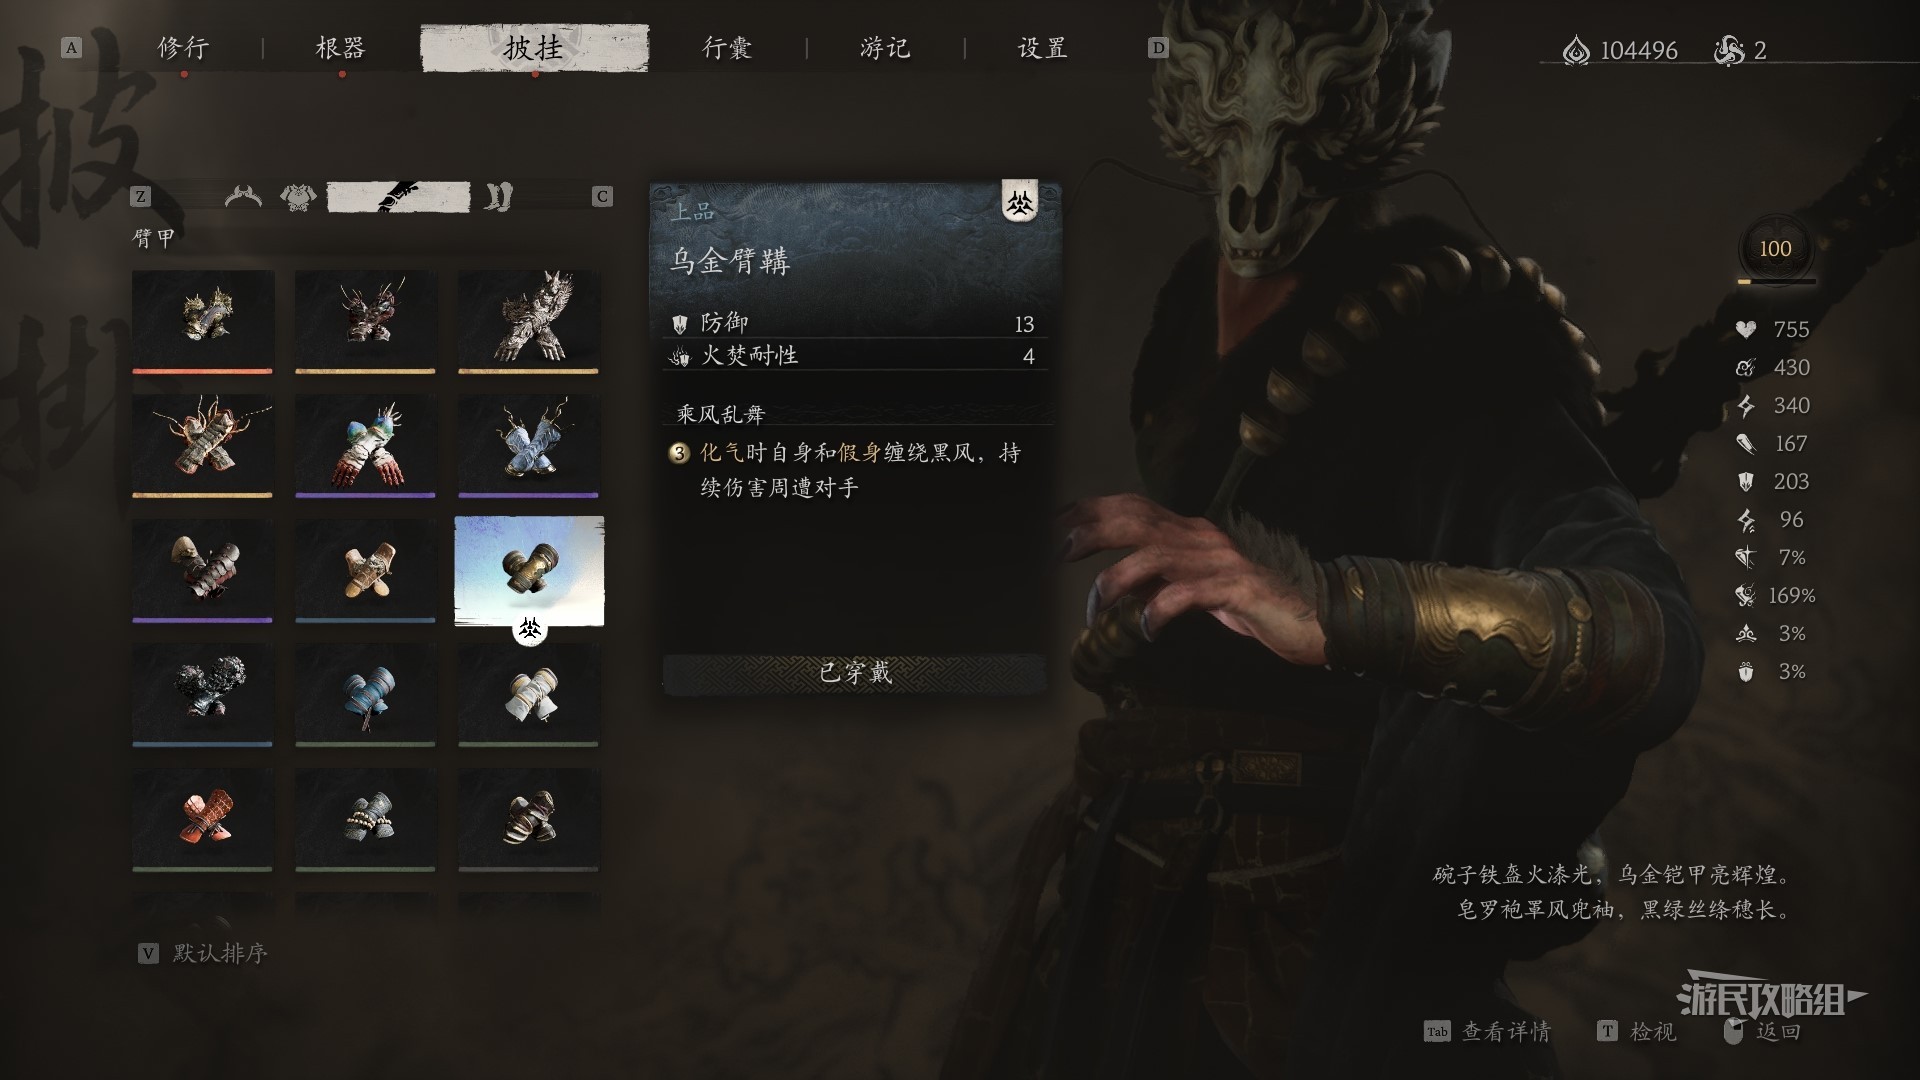 A 修行 根器 披挂 行囊 游记 设置 D 104496 2
披挂
Z C
臂甲
上品
乌金臂鞲
防御 13
火焚耐性 4
乘风乱舞
3 化气时自身和假身缠绕黑风，持
续伤害周遭对手
已穿戴
100
755
430
340
167
203
96
7%
169%
3%
3%
碗子铁盔火漆光，乌金铠甲亮辉煌。
皂罗袍罩风兜袖，黑绿丝绦穗长。
V 默认排序
游民攻略组
Tab 查看详情 T 检视 返回